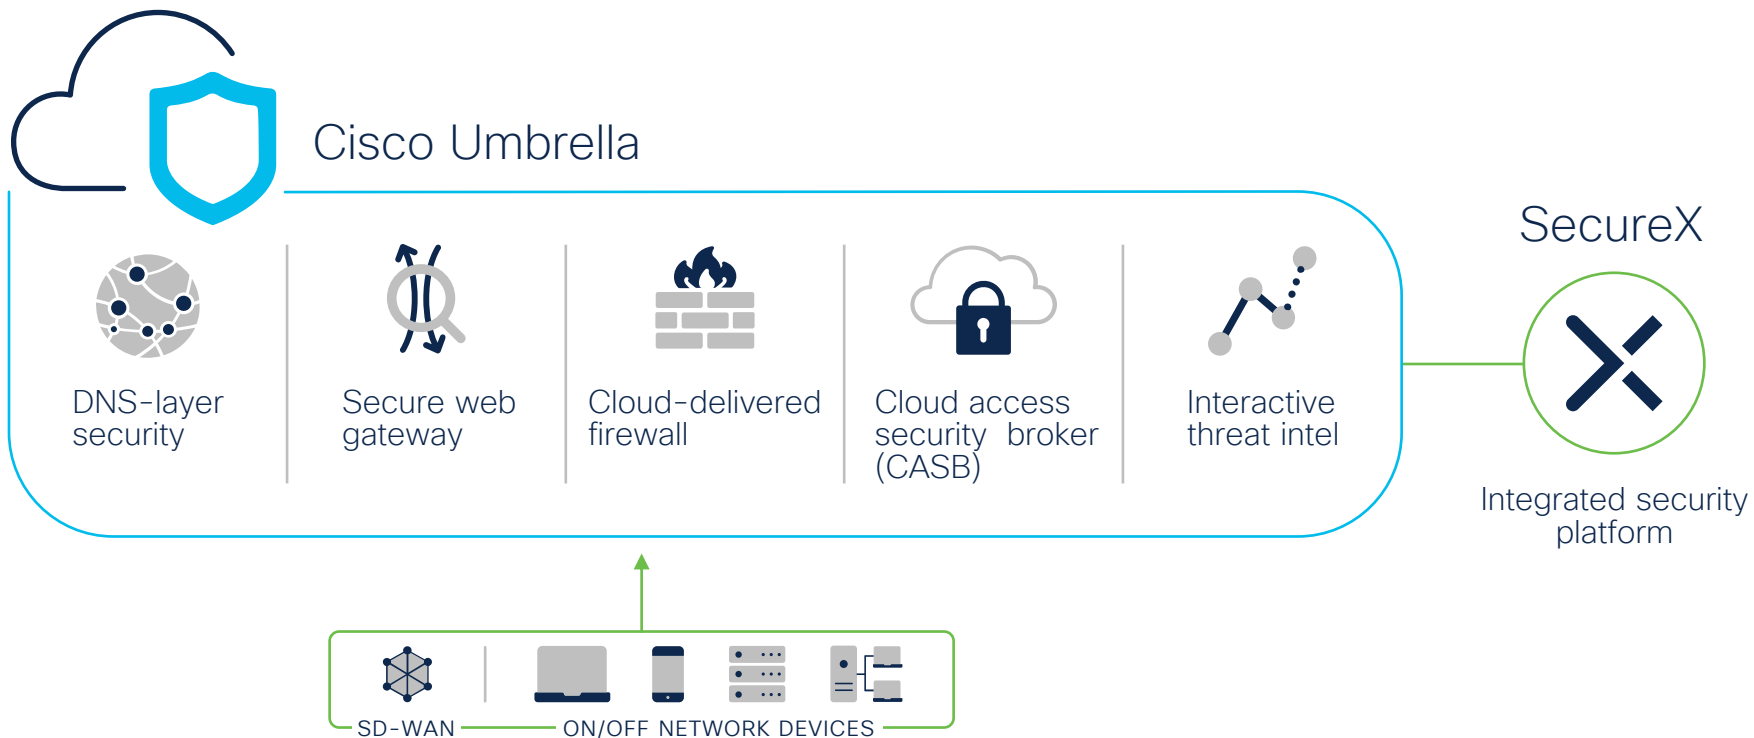 Cisco Umbrella
SecureX
DNS-layer
security
Secure web
gateway
Cloud-delivered
firewall
Cloud access
security broker
(CASB)
Interactive
threat intel
Integrated security
platform
SD-WAN
ON/OFF NETWORK DEVICES